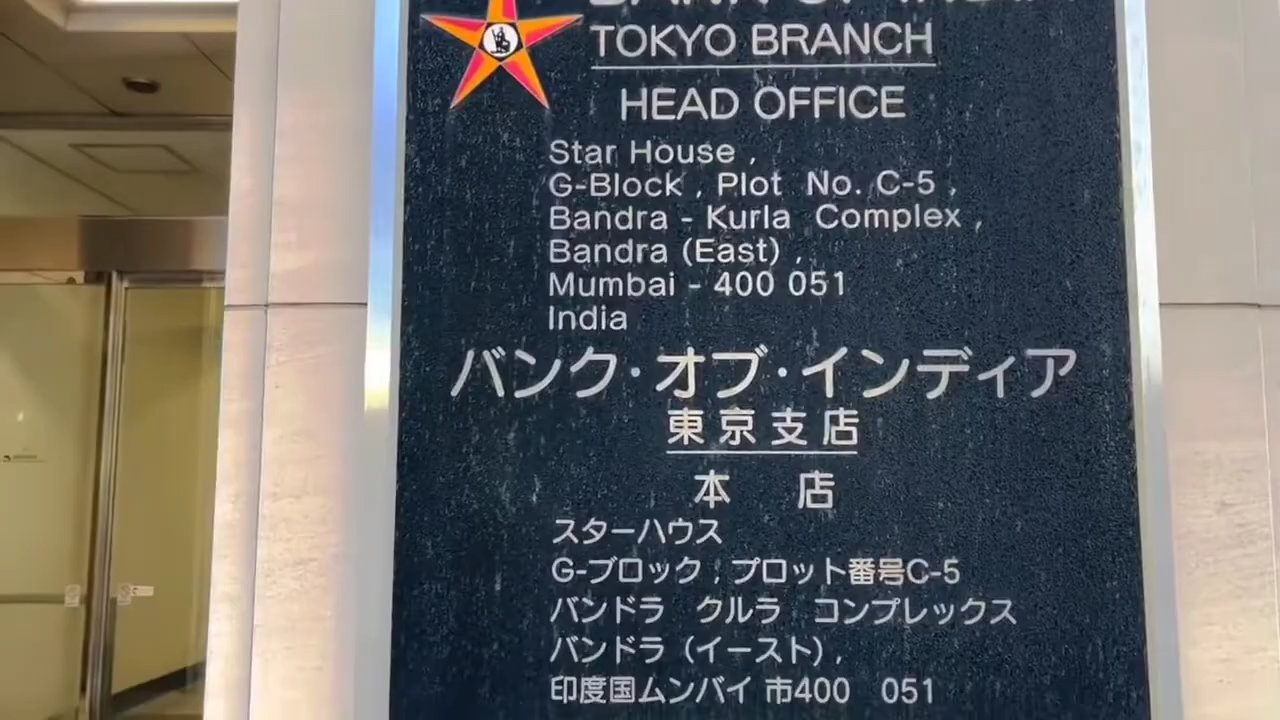 BANK OF INDIA
TOKYO BRANCH
HEAD OFFICE
Star House ,
G-Block , Plot No. C-5 ,
Bandra - Kurla Complex ,
Bandra (East) ,
Mumbai - 400 051
India
バンク・オブ・インディア
東京支店
本 店
スターハウス
G-ブロック , プロット番号C-5
バンドラ クルラ コンプレックス
バンドラ (イースト) ,
印度国ムンバイ 市400 051